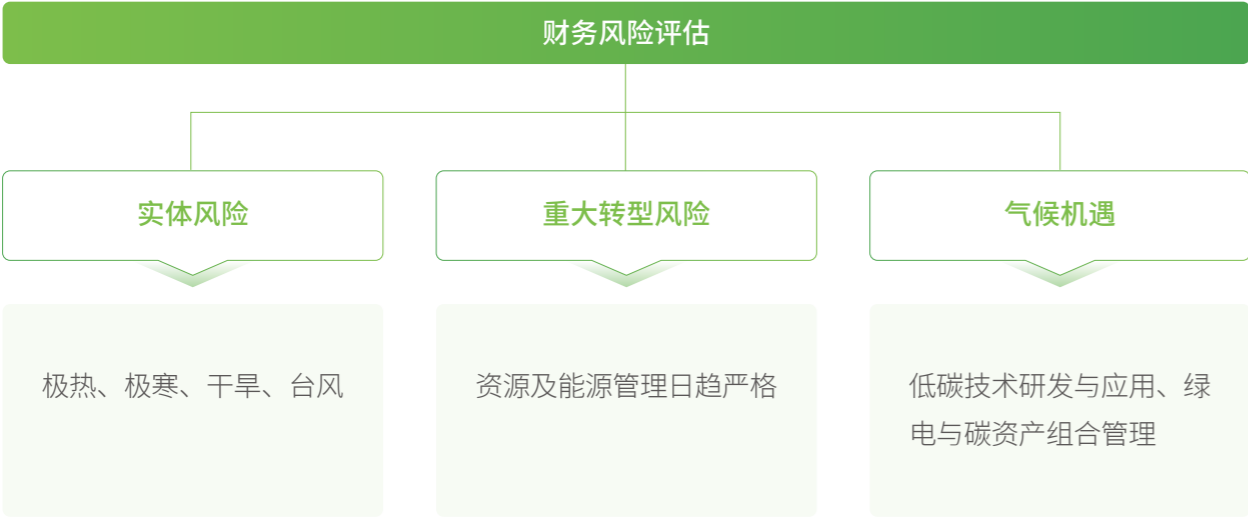 财务风险评估
实体风险
重大转型风险
气候机遇
极热、极寒、干旱、台风
资源及能源管理日趋严格
低碳技术研发与应用、绿
电与碳资产组合管理